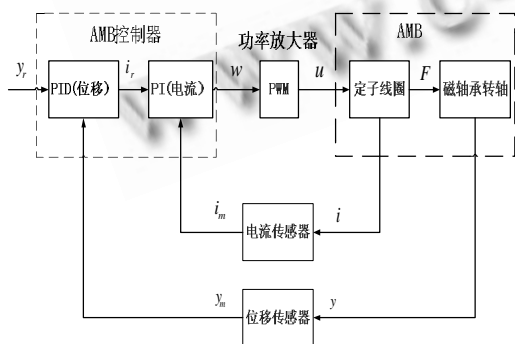 AMB控制器
功率放大器
AMB
y_r
PID(位移)
i_r
PI(电流)
w
PWM
u
定子线圈
F
磁轴承转轴
i_m
电流传感器
i
y_m
位移传感器
y